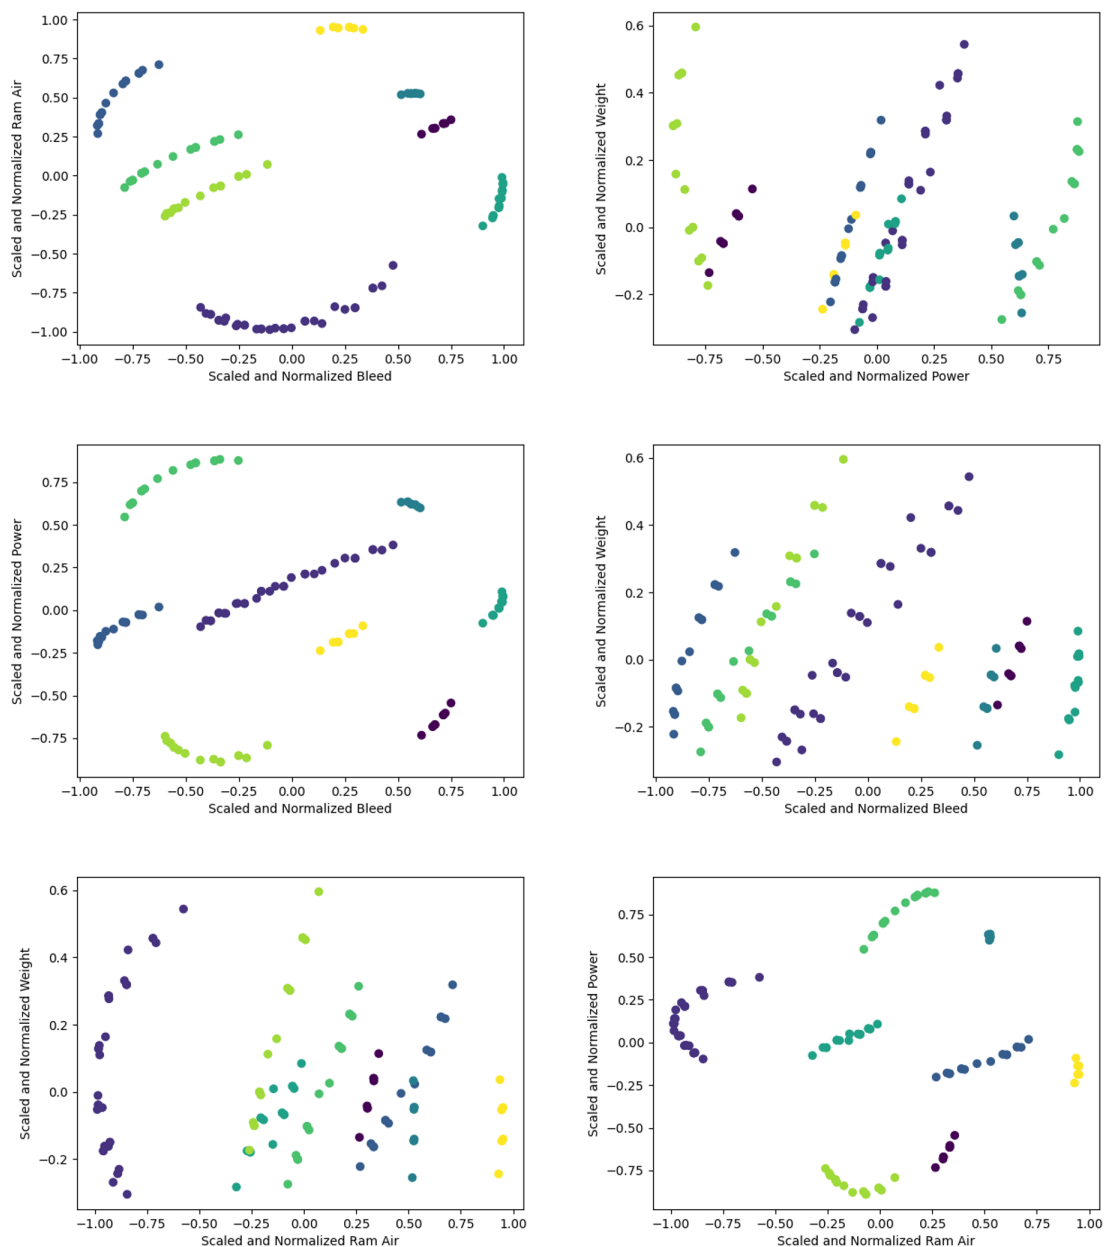 1.00
0.75
0.50
0.25
0.00
−0.25
−0.50
−0.75
−1.00
Scaled and Normalized Ram Air
−1.00 −0.75 −0.50 −0.25 0.00 0.25 0.50 0.75 1.00
Scaled and Normalized Bleed
0.6
0.4
0.2
0.0
−0.2
Scaled and Normalized Weight
−0.75 −0.50 −0.25 0.00 0.25 0.50 0.75
Scaled and Normalized Power
0.75
0.50
0.25
0.00
−0.25
−0.50
−0.75
Scaled and Normalized Power
−1.00 −0.75 −0.50 −0.25 0.00 0.25 0.50 0.75 1.00
Scaled and Normalized Bleed
0.6
0.4
0.2
0.0
−0.2
Scaled and Normalized Weight
−1.00 −0.75 −0.50 −0.25 0.00 0.25 0.50 0.75 1.00
Scaled and Normalized Bleed
0.6
0.4
0.2
0.0
−0.2
Scaled and Normalized Weight
−1.00 −0.75 −0.50 −0.25 0.00 0.25 0.50 0.75 1.00
Scaled and Normalized Ram Air
0.75
0.50
0.25
0.00
−0.25
−0.50
−0.75
Scaled and Normalized Power
−1.00 −0.75 −0.50 −0.25 0.00 0.25 0.50 0.75 1.00
Scaled and Normalized Ram Air